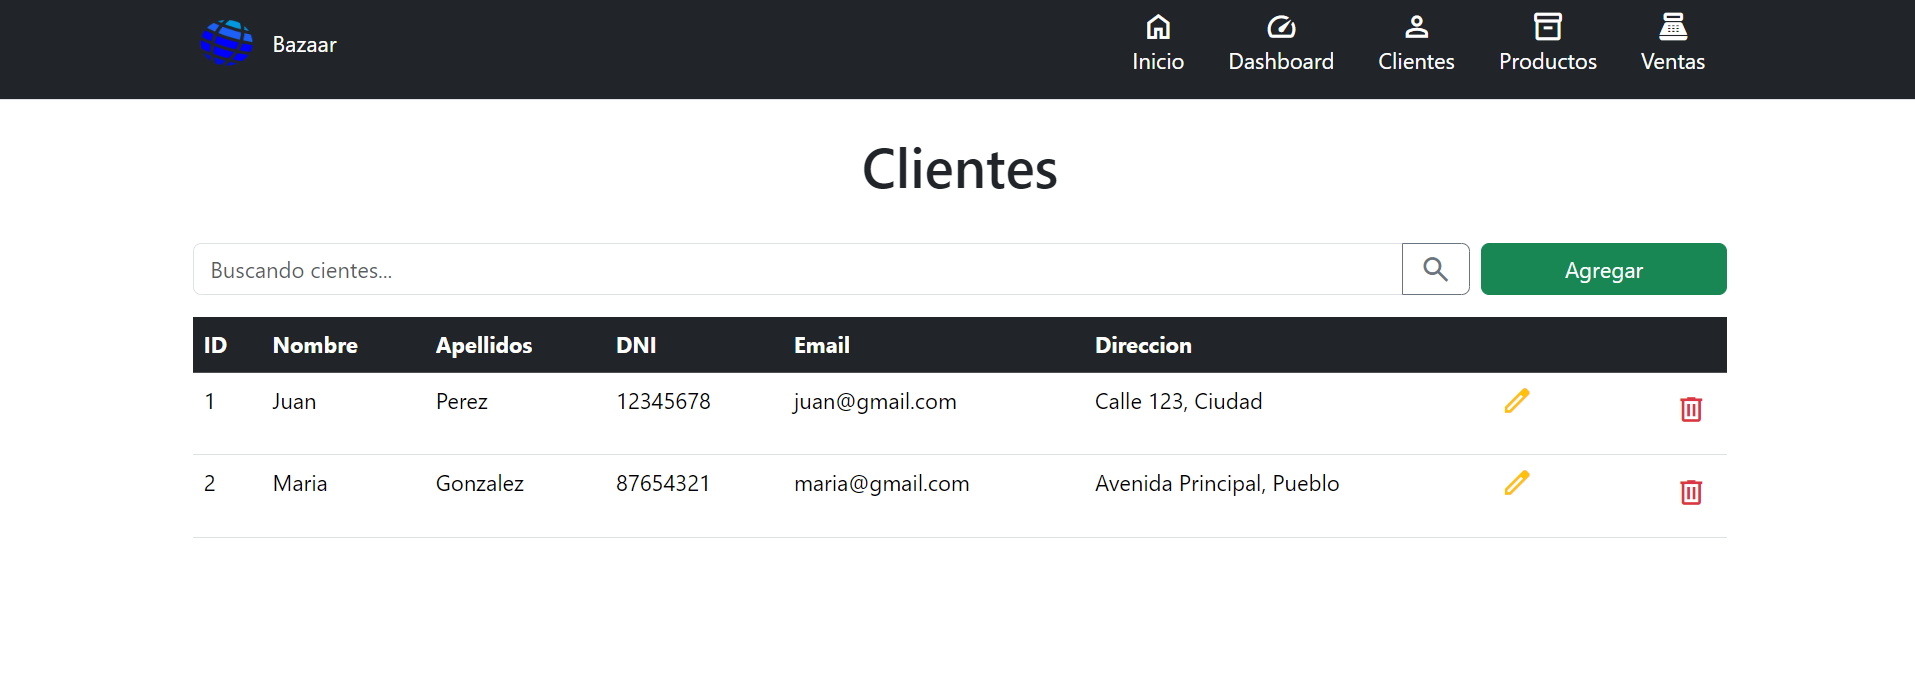 Bazaar
Inicio Dashboard Clientes Productos Ventas
Clientes
Buscando cientes... Agregar
ID Nombre Apellidos DNI Email Direccion
1 Juan Perez 12345678 juan@gmail.com Calle 123, Ciudad
2 Maria Gonzalez 87654321 maria@gmail.com Avenida Principal, Pueblo